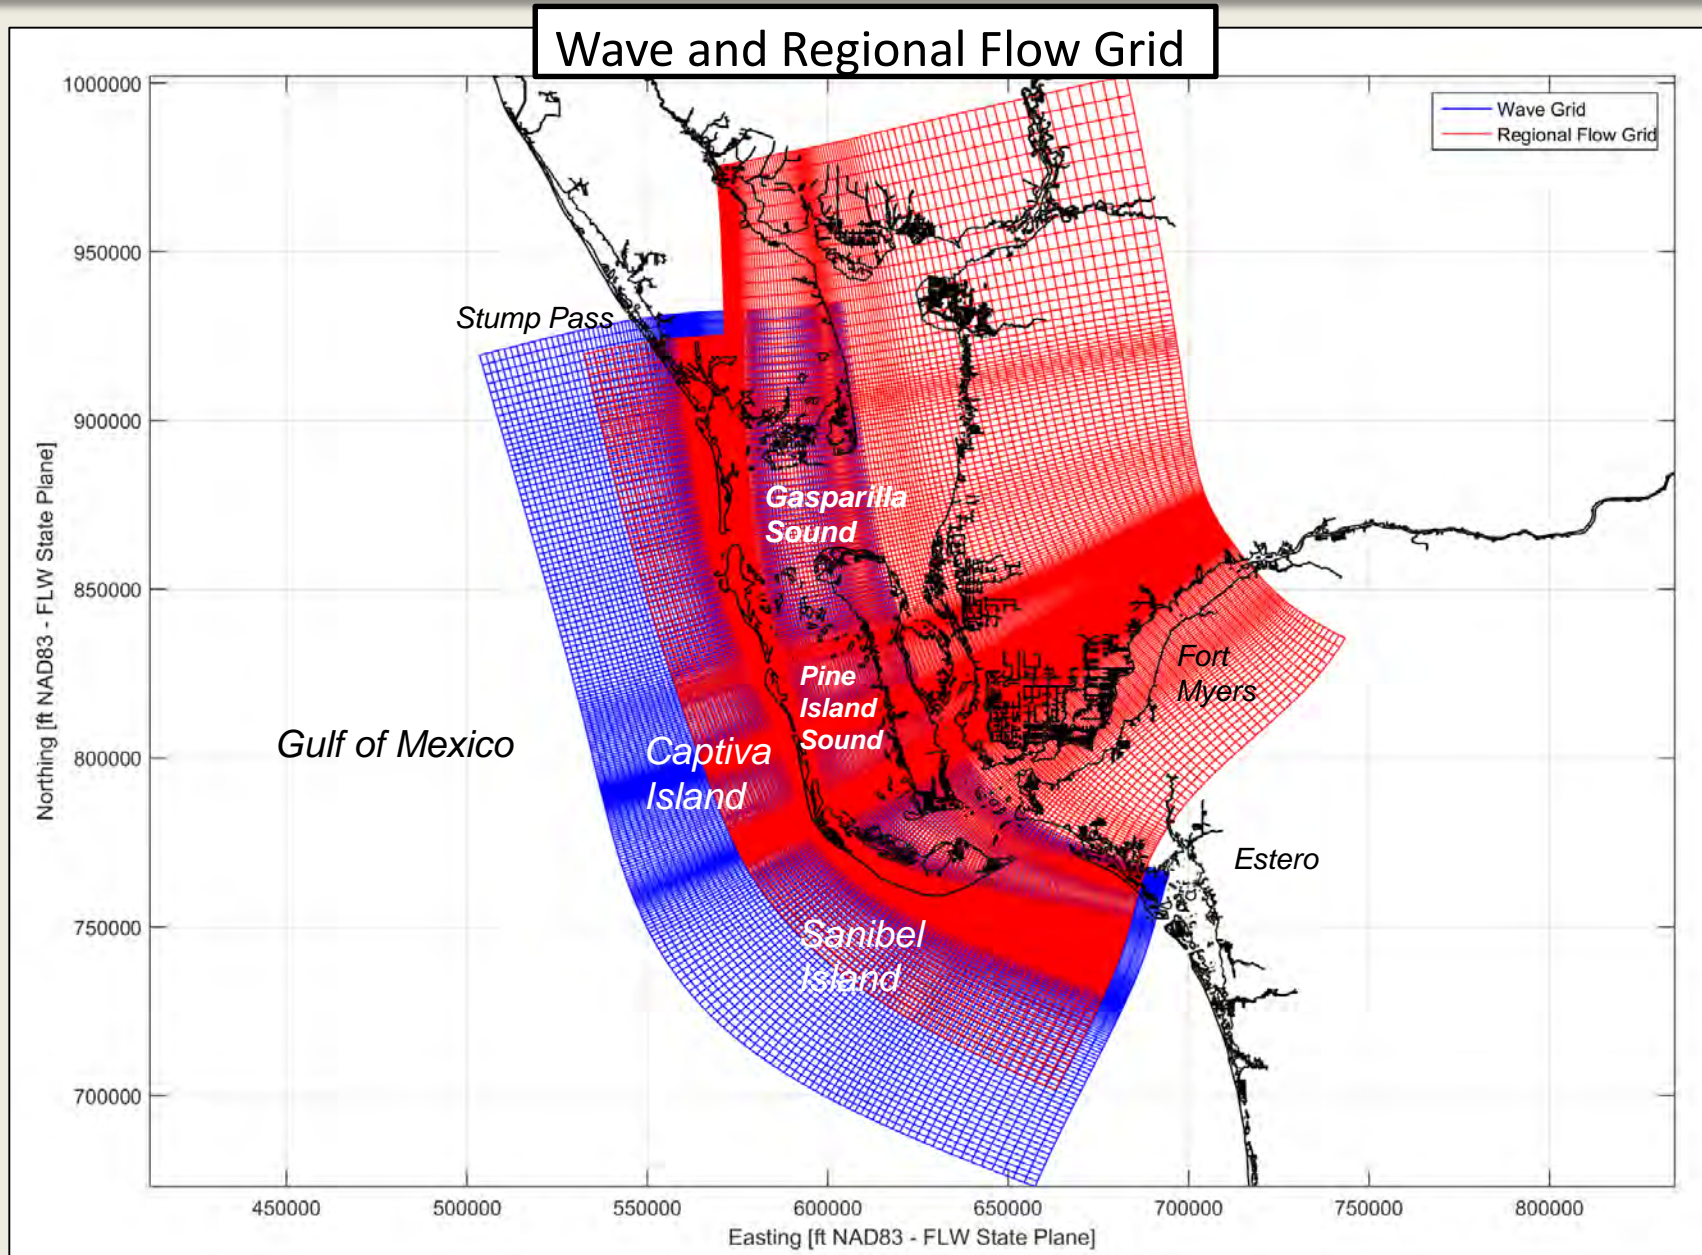 Wave and Regional Flow Grid
Wave Grid
Regional Flow Grid
1000000
950000
900000
850000
800000
750000
700000
Northing [ft NAD83 - FLW State Plane]
Stump Pass
Gasparilla
Sound
Pine
Island
Sound
Fort
Myers
Gulf of Mexico
Captiva
Island
Estero
Sanibel
Island
450000
500000
550000
600000
650000
700000
750000
800000
Easting [ft NAD83 - FLW State Plane]